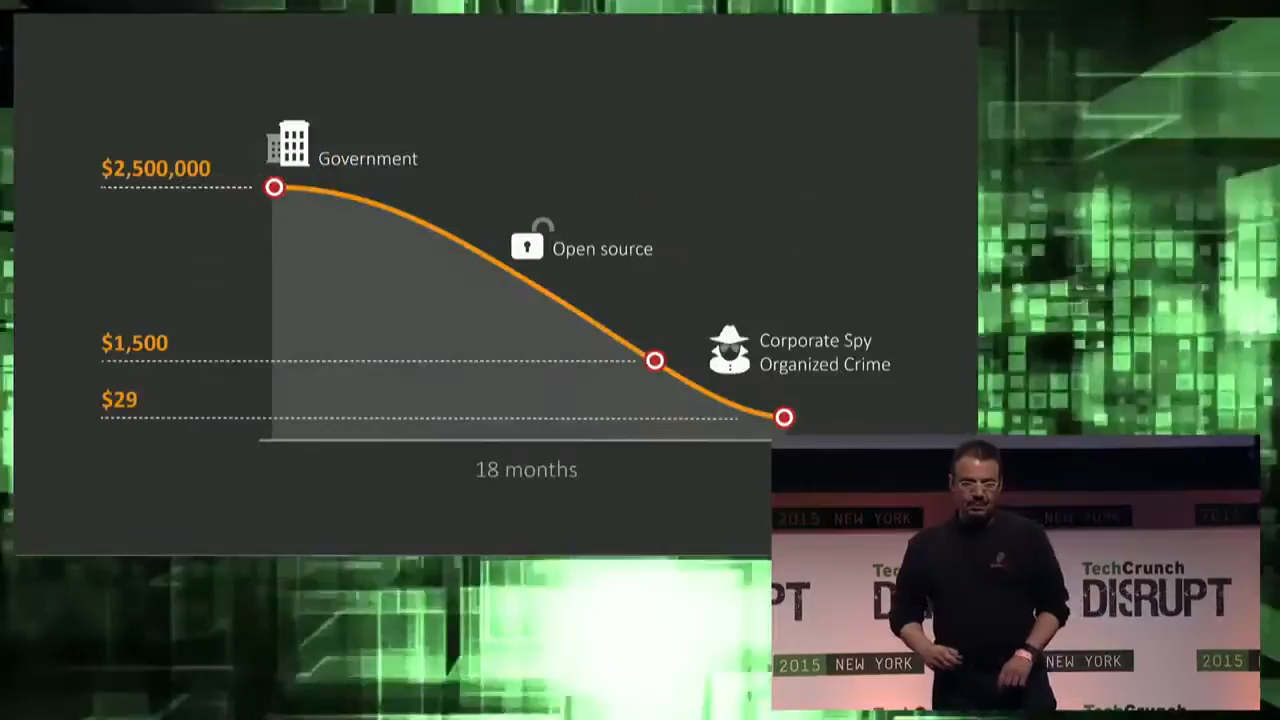 $2,500,000
Government
Open source
$1,500
Corporate Spy
Organized Crime
$29
18 months
2015 NEW YORK
NEW YORK
TechCrunch
DISRUPT
2015 NEW YORK
NEW YORK
2015